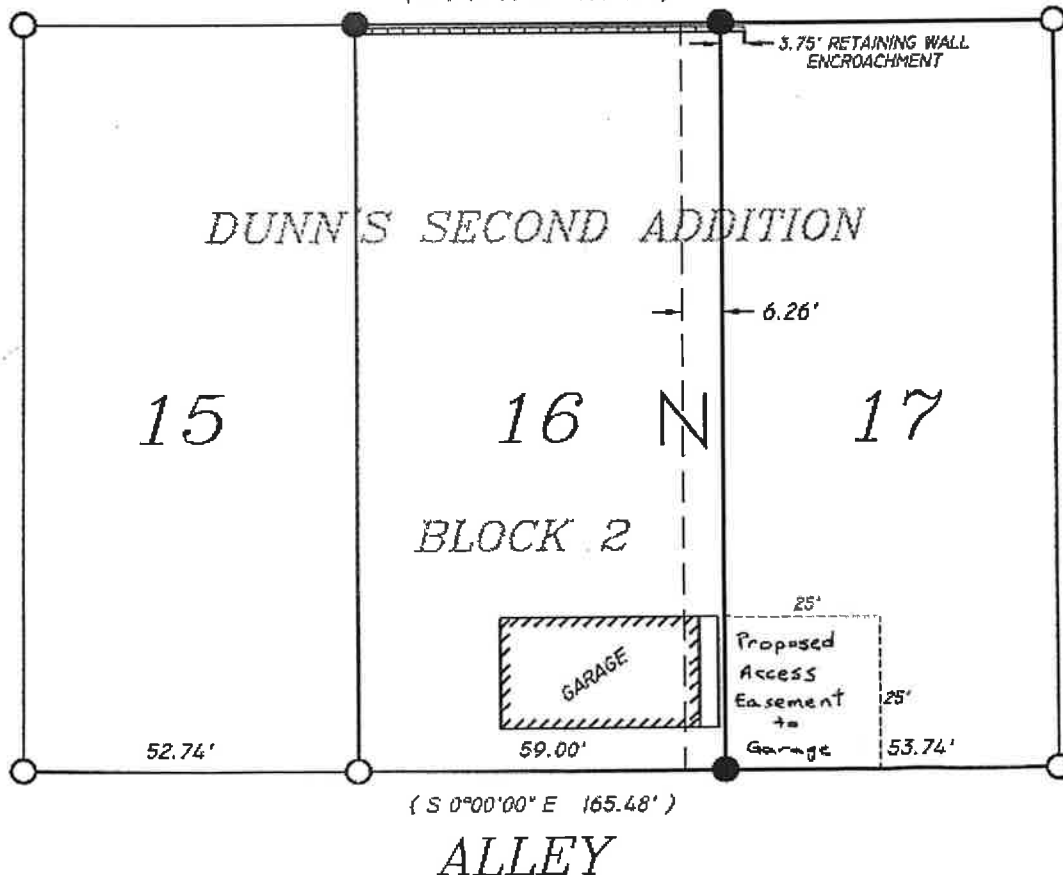 3.75' RETAINING WALL
ENCROACHMENT
DUNN'S SECOND ADDITION
6.26'
15
16
N
17
BLOCK 2
25'
GARAGE
Proposed
Access
Easement
to
Garage
25'
52.74'
59.00'
53.74'
( S 0°00'00" E 165.48' )
ALLEY